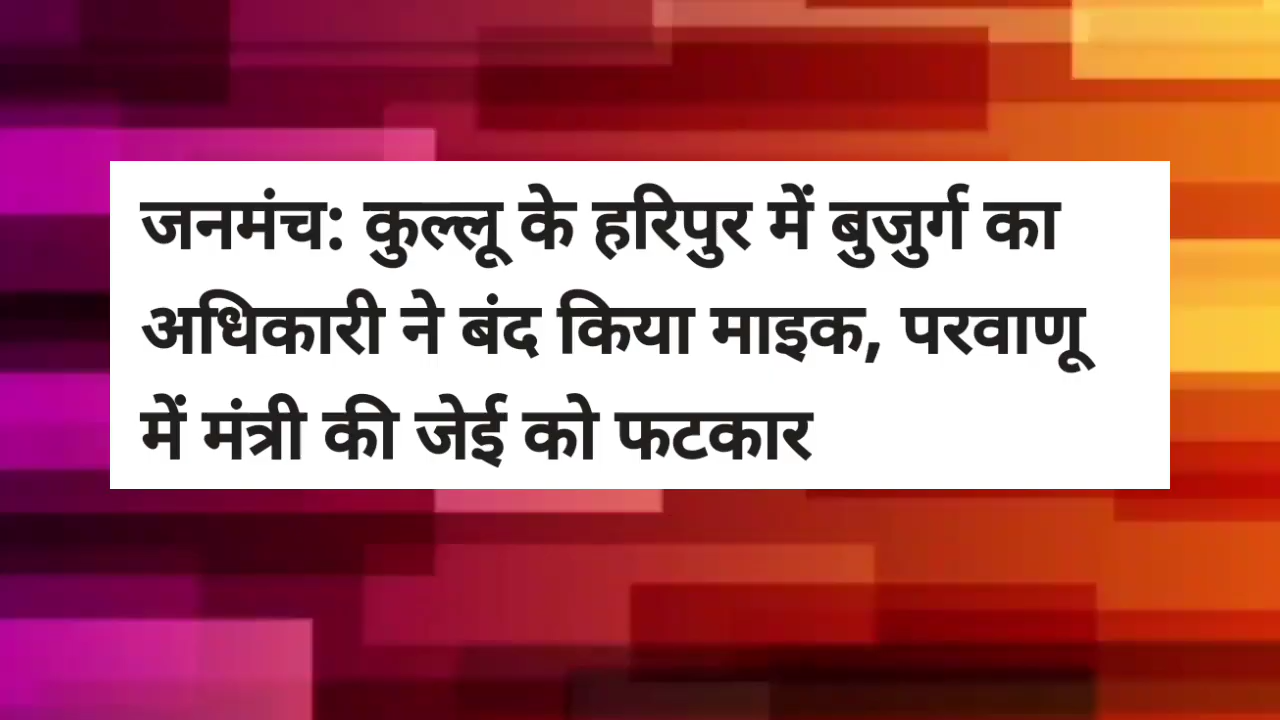 जनमंच: कुल्लू के हरिपुर में बुजुर्ग का
अधिकारी ने बंद किया माइक, परवाणू
में मंत्री की जेई को फटकार